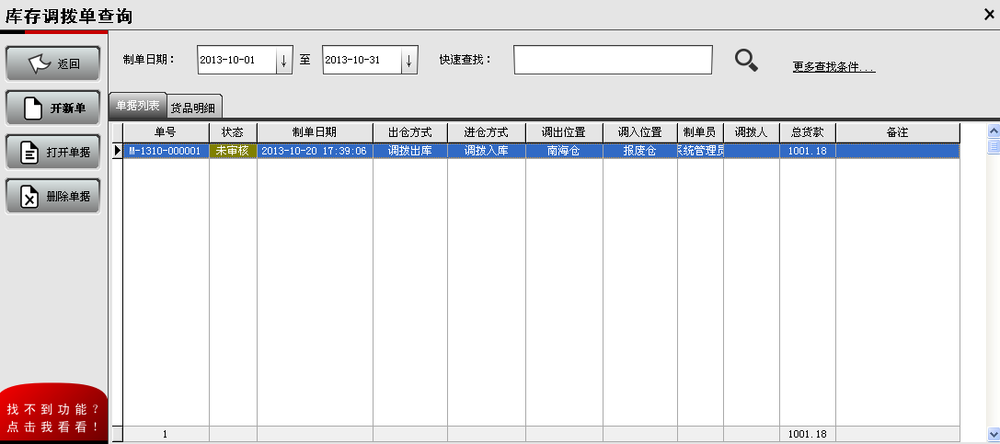 库存调拨单查询
返回
制单日期：
2013-10-01
至
2013-10-31
快速查找：
更多查找条件...
开新单
打开单据
删除单据
单据列表
货品明细
单号 状态 制单日期 出仓方式 进仓方式 调出位置 调入位置 制单员 调拨人 总货款 备注
M-1310-000001 未审核 2013-10-20 17:39:06 调拨出库 调拨入库 南海仓 报废仓 系统管理员 1001.18
找不到功能？
点击我看看！
1 1001.18